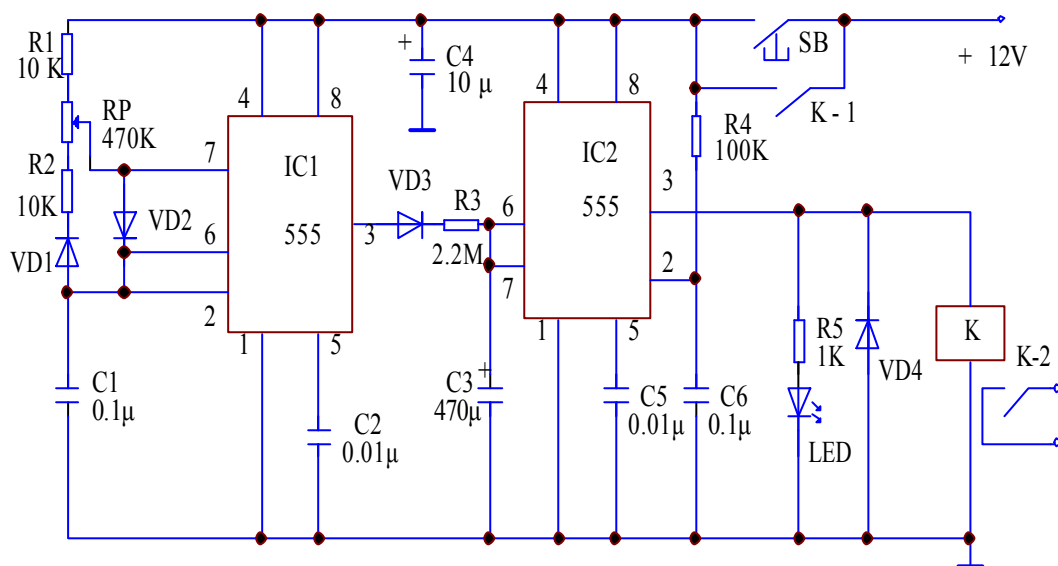 R1
10 K
RP
470K
R2
10K
VD1
VD2
C1
0.1μ
4
8
7
IC1
555
6
3
2
1
5
C2
0.01μ
+
C4
10 μ
VD3
R3
2.2M
+
C3
470μ
4
8
IC2
555
6
7
3
2
1
5
C5
0.01μ
C6
0.1μ
R4
100K
SB
K - 1
+ 12V
R5
1K
LED
VD4
K
K-2